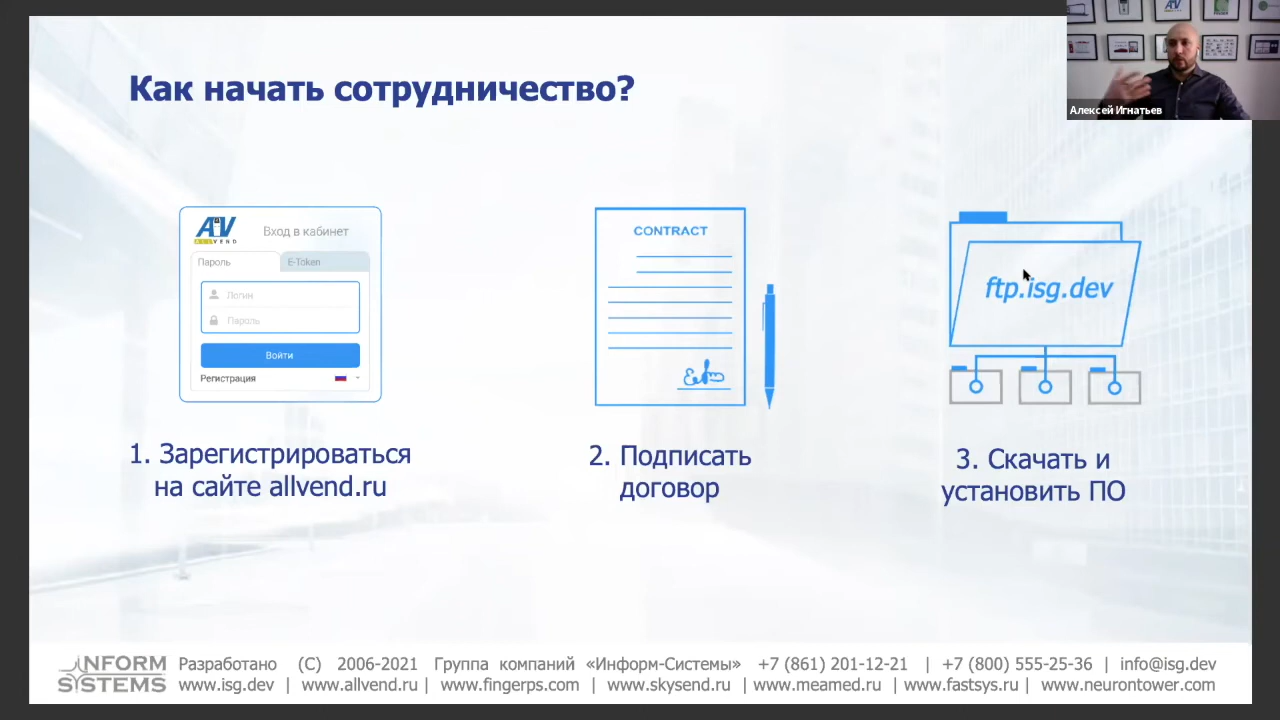 Как начать сотрудничество?
Алексей Игнатьев
AV
ALLVEND
Вход в кабинет
Пароль
E-Token
Логин
Пароль
Войти
Регистрация
CONTRACT
ftp.isg.dev
1. Зарегистрироваться
на сайте allvend.ru
2. Подписать
договор
3. Скачать и
установить ПО
INFORM
SISTEMS
Разработано (С) 2006-2021 Группа компаний «Информ-Системы» +7 (861) 201-12-21 | +7 (800) 555-25-36 | info@isg.dev
www.isg.dev | www.allvend.ru | www.fingerps.com | www.skysend.ru | www.meamed.ru | www.fastsys.ru | www.neurontower.com